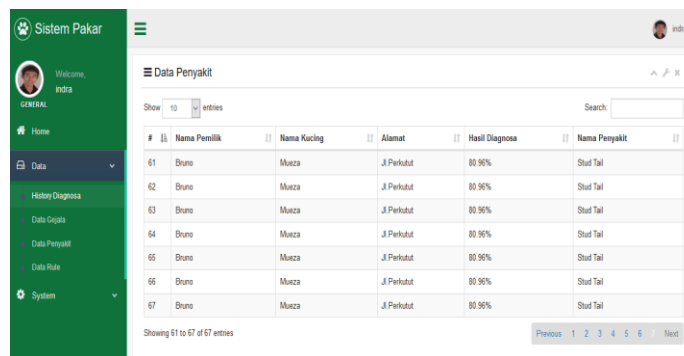 Sistem Pakar
indr
Welcome,
indra
GENERAL
Home
Data
History Diagnosa
Data Gejala
Data Penyakit
Data Rule
System
Data Penyakit
Show 10 entries
Search:
# Nama Pemilik Nama Kucing Alamat Hasil Diagnosa Nama Penyakit
61 Bruno Mueza Jl.Perkutut 80.96% Stud Tail
62 Bruno Mueza Jl.Perkutut 80.96% Stud Tail
63 Bruno Mueza Jl.Perkutut 80.96% Stud Tail
64 Bruno Mueza Jl.Perkutut 80.96% Stud Tail
65 Bruno Mueza Jl.Perkutut 80.96% Stud Tail
66 Bruno Mueza Jl.Perkutut 80.96% Stud Tail
67 Bruno Mueza Jl.Perkutut 80.96% Stud Tail
Showing 61 to 67 of 67 entries
Previous 1 2 3 4 5 6 7 Next